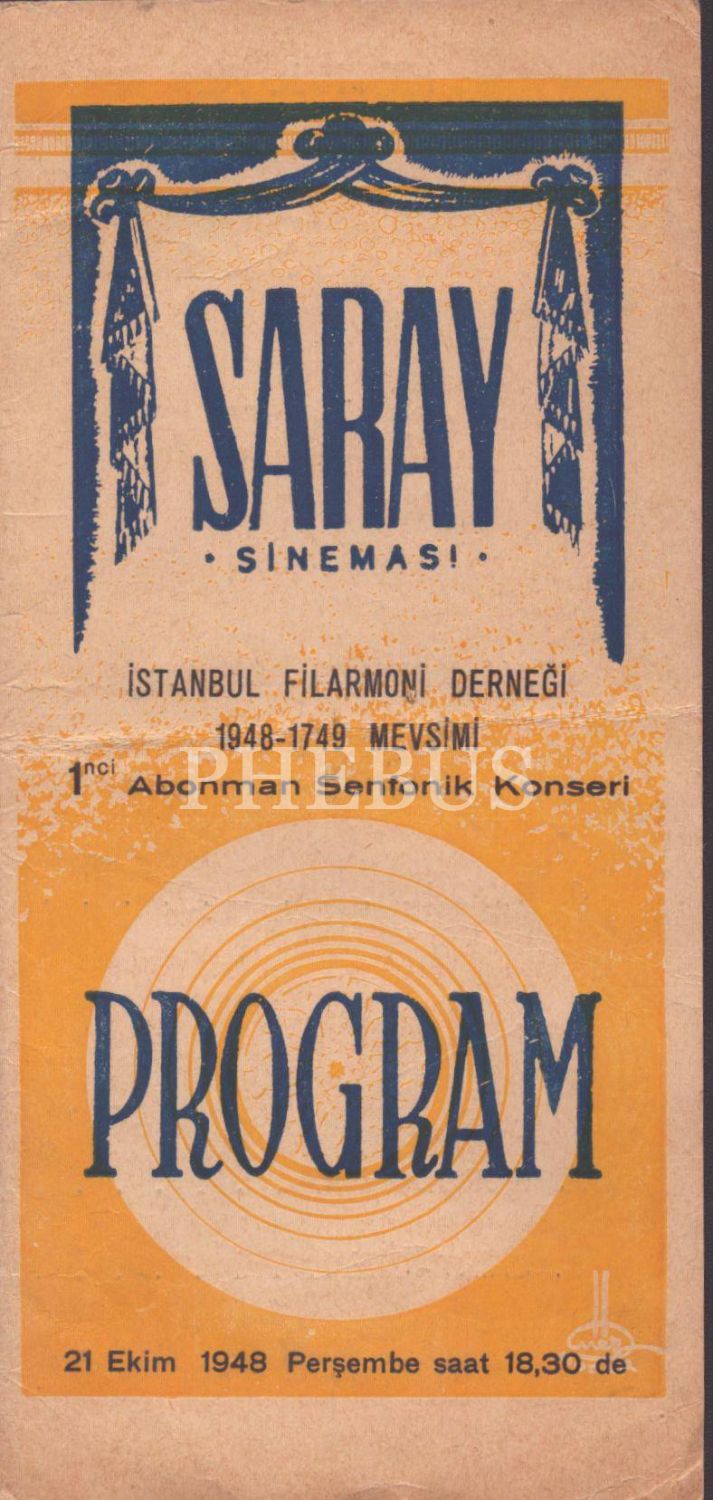 SARAY
· SİNEMASI ·
İSTANBUL FİLARMONİ DERNEĞİ
1948-1749 MEVSİMİ
PHEBUS
1nci Abonman Senfonik Konseri
PROGRAM
21 Ekim 1948 Perşembe saat 18,30 de